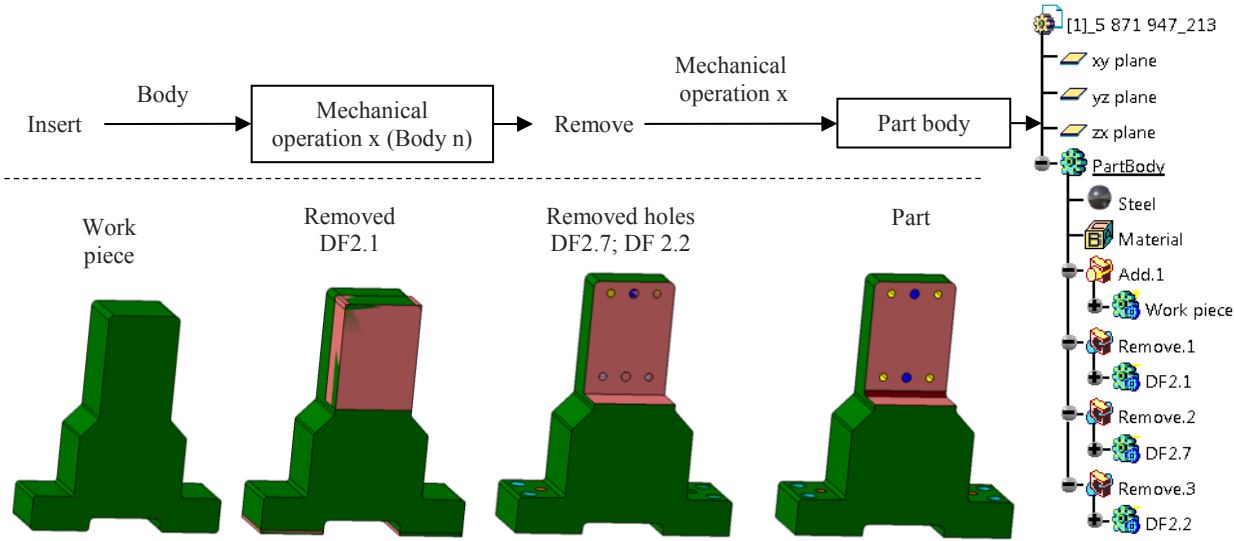 Insert
Body
Mechanical
operation x (Body n)
Remove
Mechanical
operation x
Part body
Work
piece
Removed
DF2.1
Removed holes
DF2.7; DF 2.2
Part
[1]_5 871 947_213
xy plane
yz plane
zx plane
PartBody
Steel
B Material
Add.1
Work piece
Remove.1
DF2.1
Remove.2
DF2.7
Remove.3
DF2.2